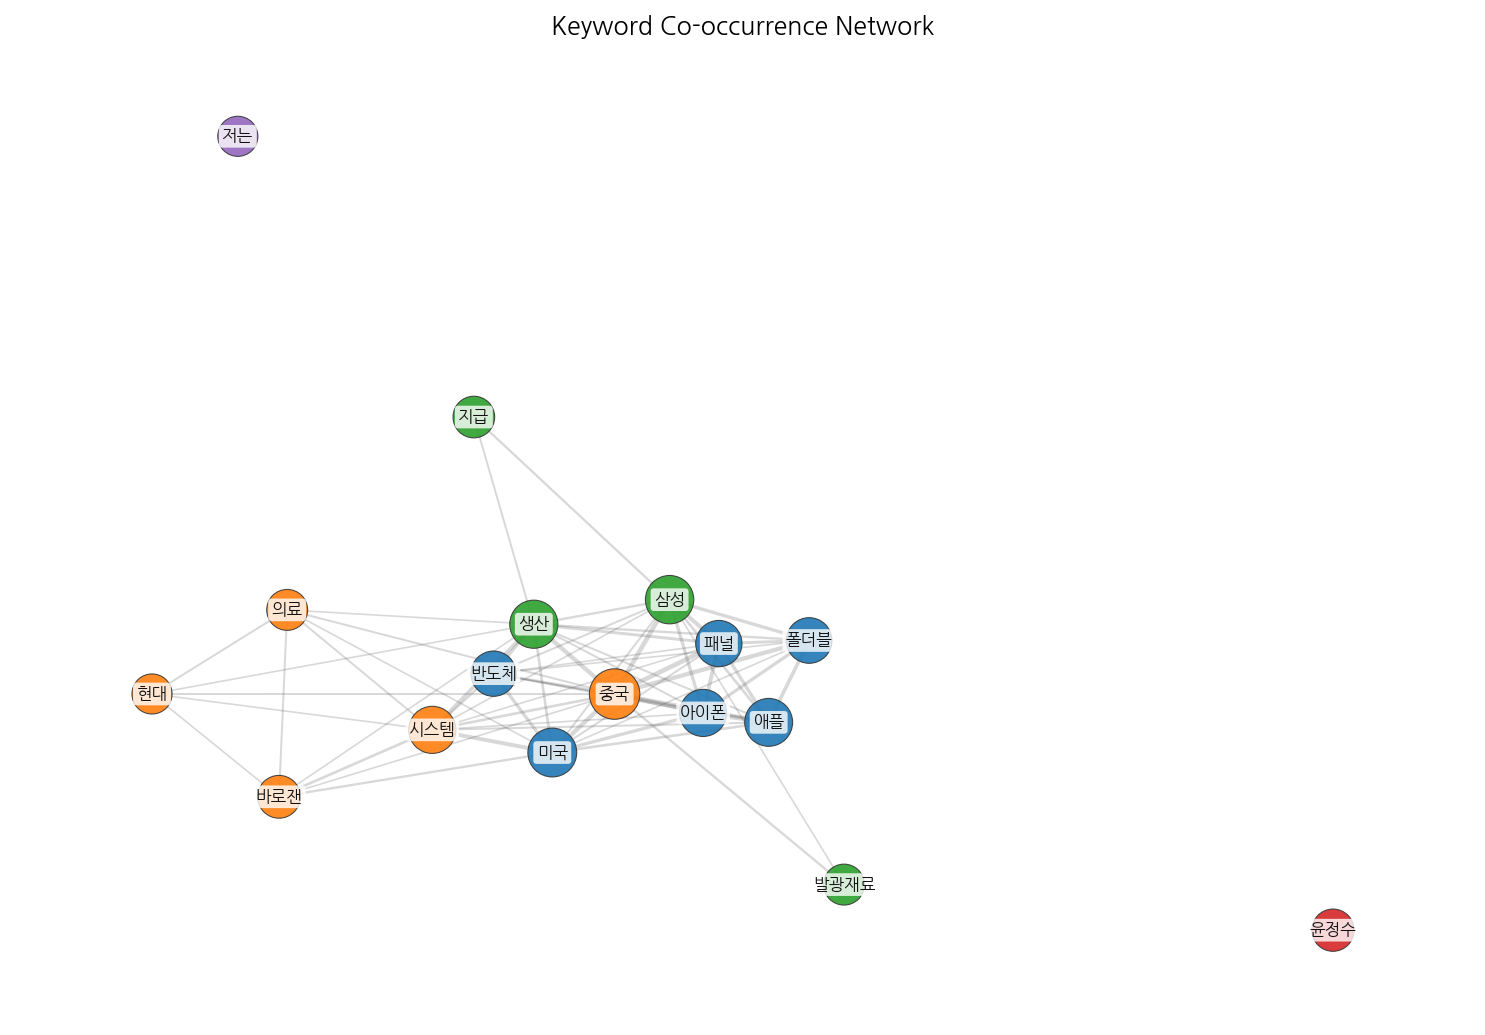 Keyword Co-occurrence Network
저는
지급
삼성
의료
생산
패널
폴더블
반도체
현대
중국
아이폰
애플
시스템
미국
바로잰
발광재료
윤정수